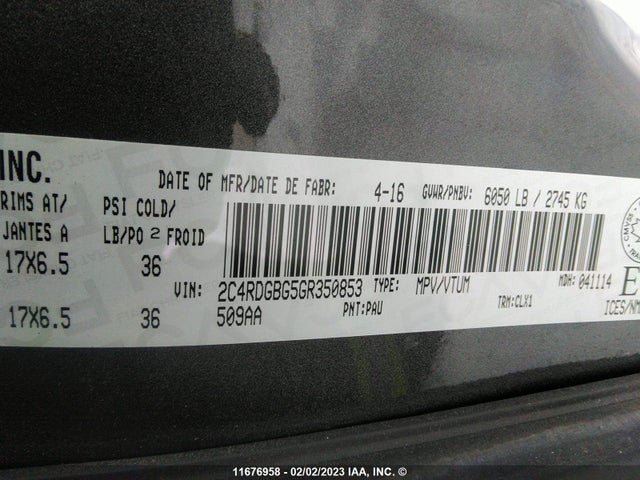 INC.
DATE OF MFR/DATE DE FABR: 4-16 GVWR/PNBV: 6050 LB / 2745 KG
RIMS AT/ PSI COLD/
JANTES A LB/PO 2 FROID
17X6.5 36
VIN: 2C4RDGBG5GR350853 TYPE: MPV/VTUM MDH: 041114
17X6.5 36 509AA PNT:PAU TRM:CLX1 ICES/NM
11676958 - 02/02/2023 IAA, INC. ©